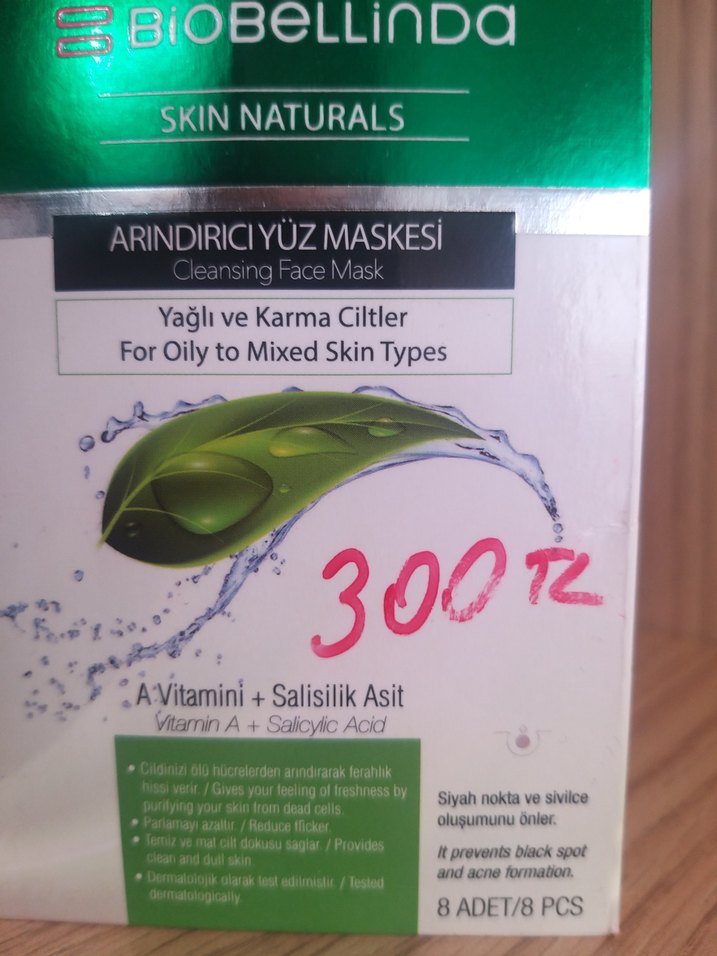 BioBellinda
SKIN NATURALS
ARINDIRICI YÜZ MASKESİ
Cleansing Face Mask
Yağlı ve Karma Ciltler
For Oily to Mixed Skin Types
300 TL
A Vitamini + Salisilik Asit
Vitamin A + Salicylic Acid
• Cildinizi ölü hücrelerden arındırarak ferahlık
hissi verir. / Gives your feeling of freshness by
purifying your skin from dead cells.
• Parlamayı azaltır. / Reduce flicker.
• Temiz ve mat cilt dokusu sağlar. / Provides
clean and dull skin.
• Dermatolojik olarak test edilmiştir. / Tested
dermatologically.
Siyah nokta ve sivilce
oluşumunu önler.
It prevents black spot
and acne formation.
8 ADET/8 PCS